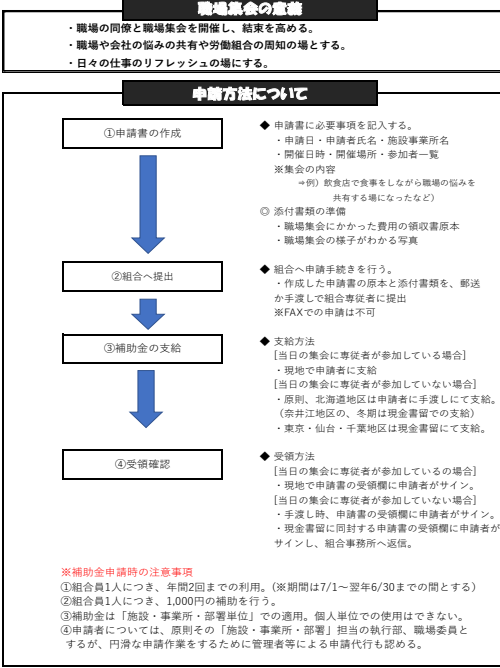 職場集会の意義
・職場の同僚と職場集会を開催し、結束を高める。
・職場や会社の悩みの共有や労働組合の周知の場とする。
・日々の仕事のリフレッシュの場にする。
申請方法について
①申請書の作成
◆ 申請書に必要事項を記入する。
・申請日・申請者氏名・施設事業所名
・開催日時・開催場所・参加者一覧
※集会の内容
⇒例）飲食店で食事をしながら職場の悩みを
共有する場になったなど）
◎ 添付書類の準備
・職場集会にかかった費用の領収書原本
・職場集会の様子がわかる写真
②組合へ提出
◆ 組合へ申請手続きを行う。
・作成した申請書の原本と添付書類を、郵送
か手渡しで組合専従者に提出
※FAXでの申請は不可
③補助金の支給
◆ 支給方法
[当日の集会に専従者が参加している場合]
・現地で申請者に支給
[当日の集会に専従者が参加していない場合]
・原則、北海道地区は申請者に手渡しにて支給。
（奈井江地区の、冬期は現金書留での支給）
・東京・仙台・千葉地区は現金書留にて支給。
④受領確認
◆ 受領方法
[当日の集会に専従者が参加しているの場合]
・現地で申請書の受領欄に申請者がサイン。
[当日の集会に専従者が参加していない場合]
・手渡し時、申請書の受領欄に申請者がサイン。
・現金書留に同封する申請書の受領欄に申請者が
サインし、組合事務所へ返信。
※補助金申請時の注意事項
①組合員1人につき、年間2回までの利用。(※期間は7/1～翌年6/30までの間とする）
②組合員1人につき、1,000円の補助を行う。
③補助金は「施設・事業所・部署単位」での適用。個人単位での使用はできない。
④申請者については、原則その「施設・事業所・部署」担当の執行部、職場委員と
するが、円滑な申請作業をするために管理者等による申請代行も認める。